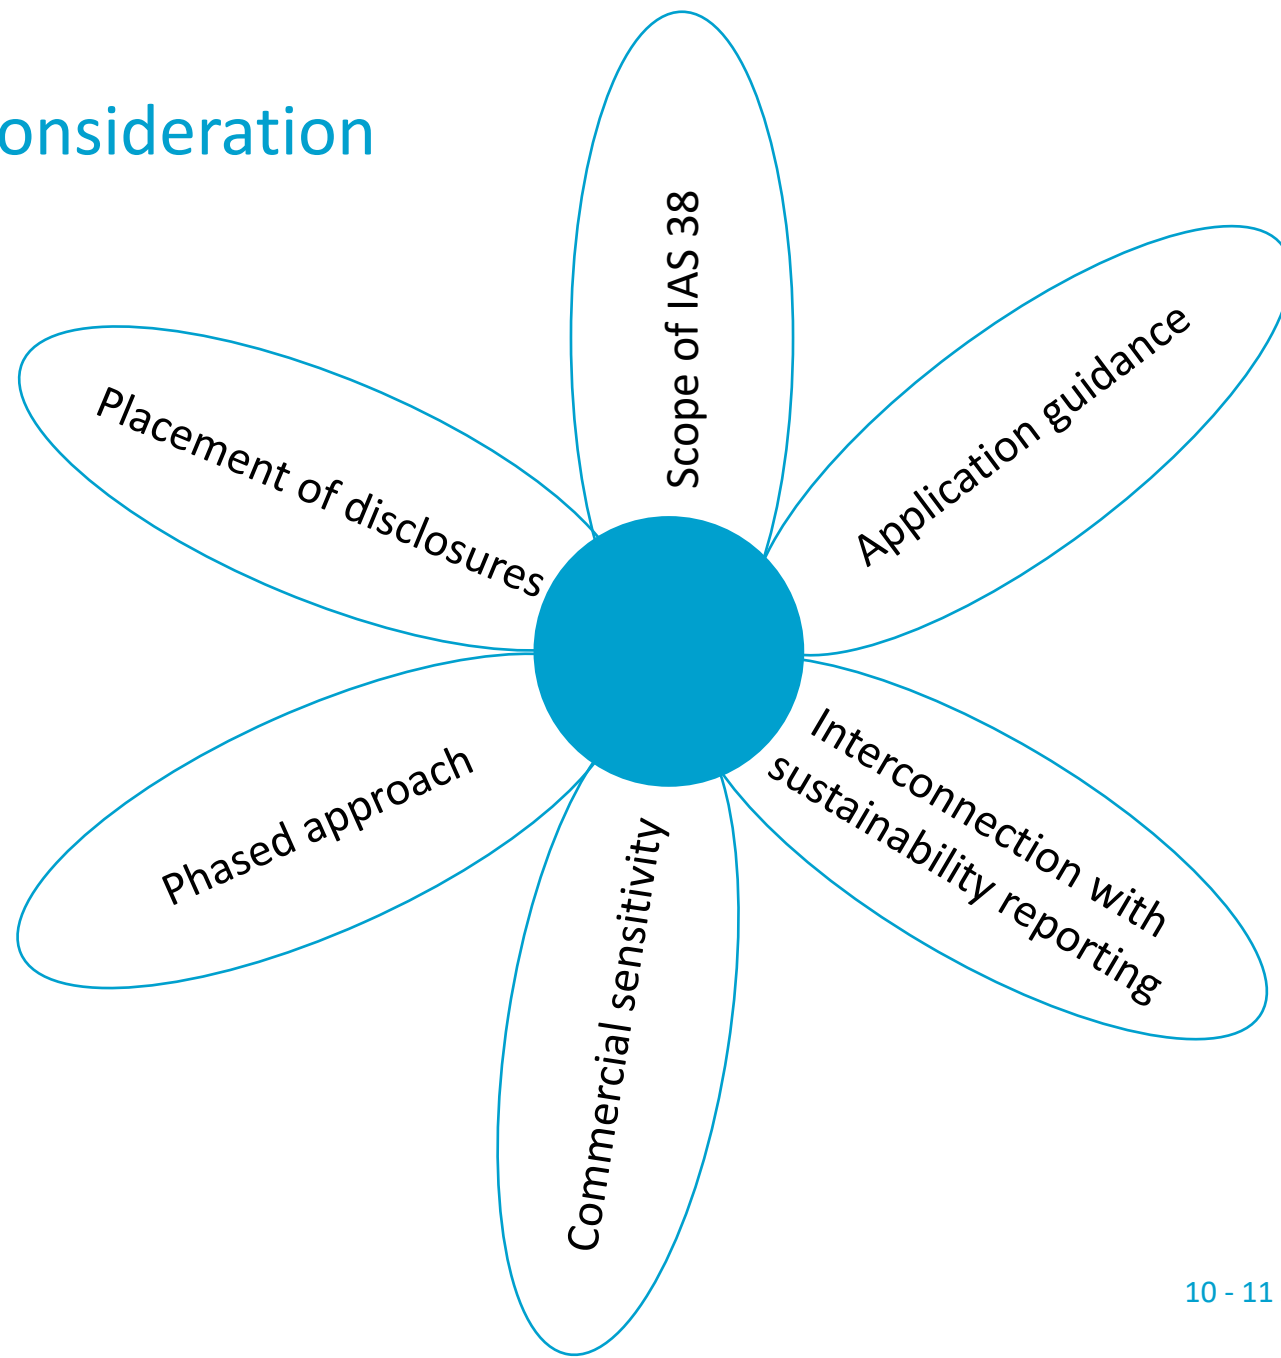 onsideration
Scope of IAS 38
Application guidance
Placement of disclosures
Interconnection with
sustainability reporting
Phased approach
Commercial sensitivity
10 - 11